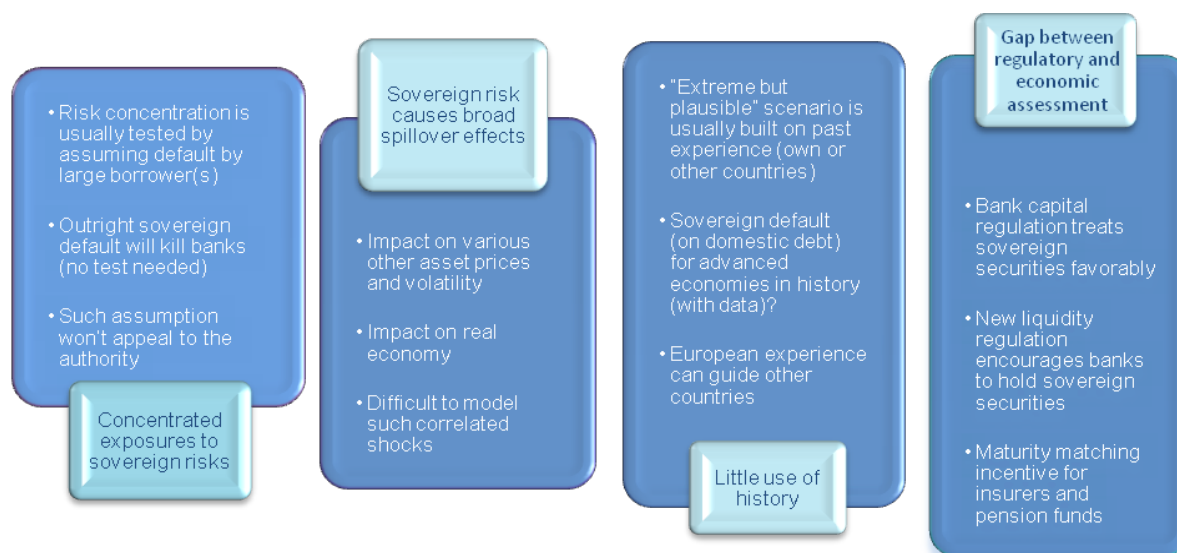 • Risk concentration is
usually tested by
assuming default by
large borrower(s)
• Outright sovereign
default will kill banks
(no test needed)
• Such assumption
won't appeal to the
authority
Concentrated
exposures to
sovereign risks
Sovereign risk
causes broad
spillover effects
• Impact on various
other asset prices
and volatility
• Impact on real
economy
• Difficult to model
such correlated
shocks
• "Extreme but
plausible" scenario is
usually built on past
experience (own or
other countries)
• Sovereign default
(on domestic debt)
for advanced
economies in history
(with data)?
• European experience
can guide other
countries
Little use of
history
Gap between
regulatory and
economic
assessment
• Bank capital
regulation treats
sovereign
securities favorably
• New liquidity
regulation
encourages banks
to hold sovereign
securities
• Maturity matching
incentive for
insurers and
pension funds